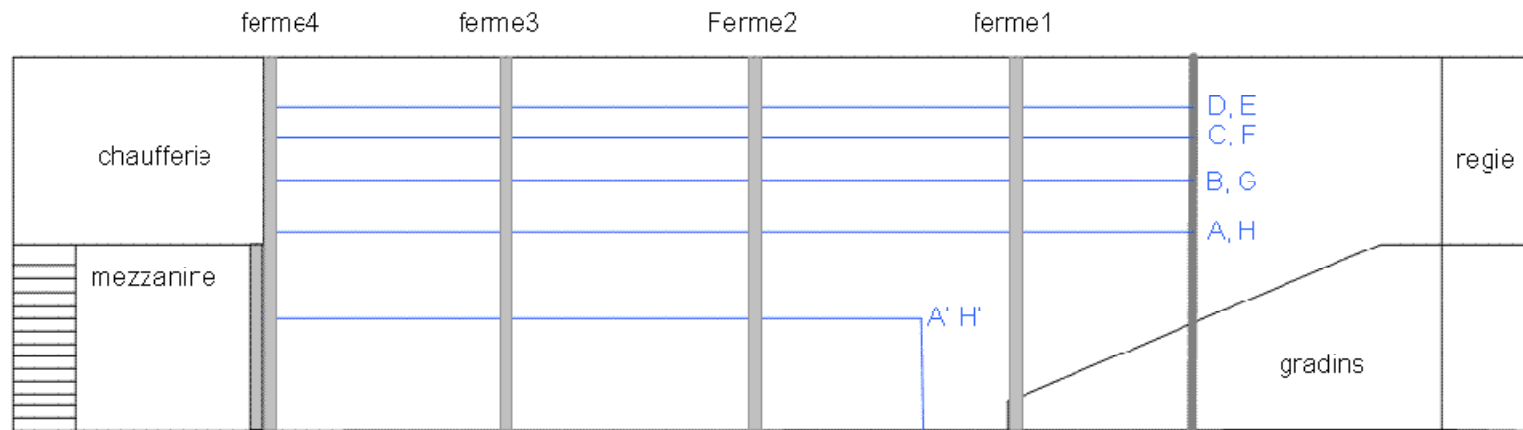 ferme4
ferme3
Ferme2
ferme1
D, E
C, F
chaufferie
regie
B, G
A, H
mezzanire
A' H'
gradins